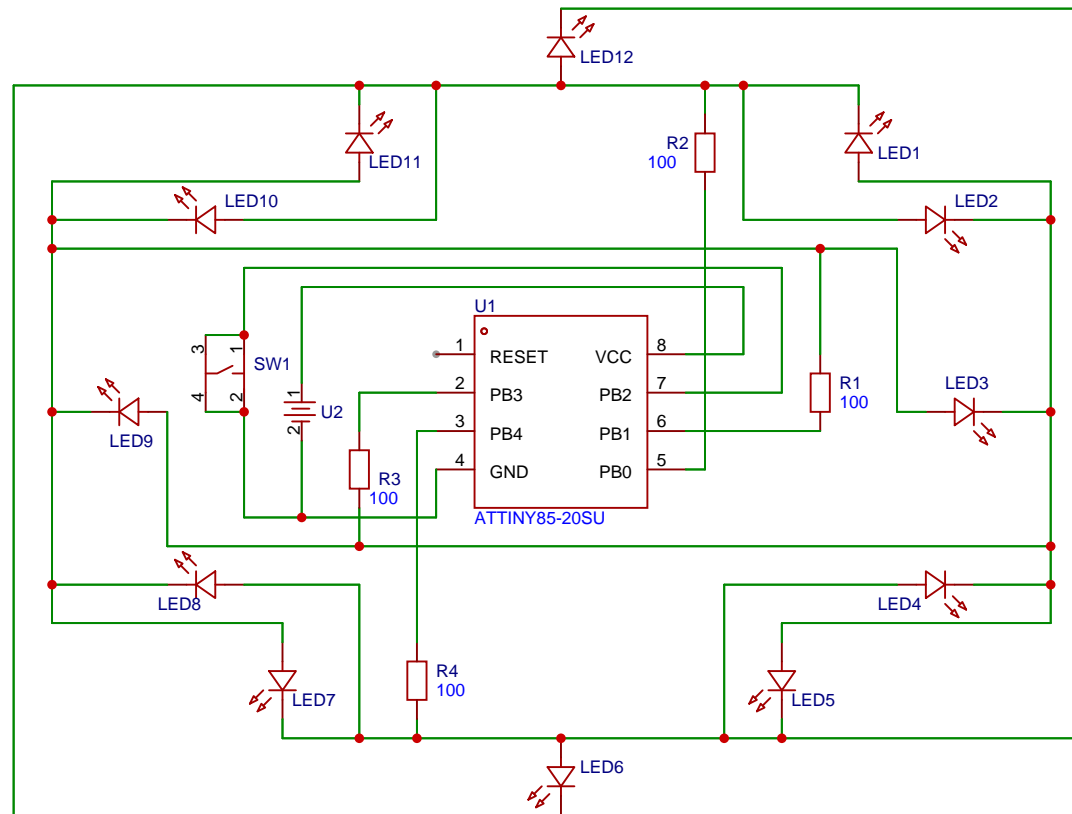 LED12
LED11
R2
100
LED1
LED10
LED2
U1
1
RESET
VCC
8
3
1
SW1
4
2
1
U2
2
2
PB3
PB2
7
R1
100
LED3
LED9
3
PB4
PB1
6
R3
100
4
GND
PB0
5
ATTINY85-20SU
LED8
LED4
R4
100
LED7
LED5
LED6